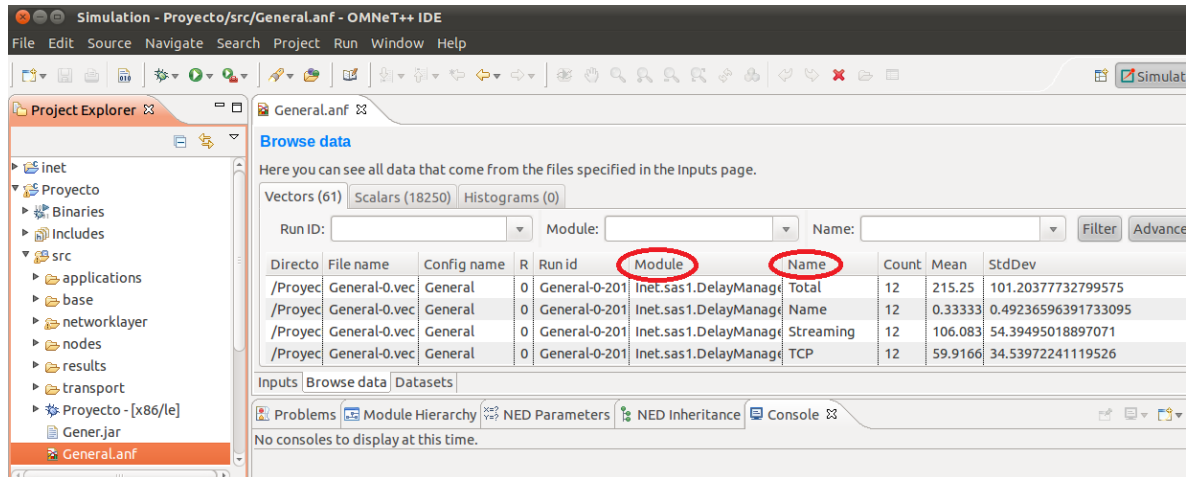 Simulation - Proyecto/src/General.anf - OMNeT++ IDE
File Edit Source Navigate Search Project Run Window Help
Simulat
Project Explorer
General.anf
Browse data
Here you can see all data that come from the files specified in the Inputs page.
inet
Proyecto
Binaries
Includes
src
applications
base
networklayer
nodes
results
transport
Proyecto - [x86/le]
Gener.jar
General.anf
Vectors (61) Scalars (18250) Histograms (0)
Run ID: Module: Name: Filter Advance
Directo File name Config name R Run id Module Name Count Mean StdDev
/Proyec General-0.vec General 0 General-0-201 Inet.sas1.DelayManage Total 12 215.25 101.20377732799575
/Proyec General-0.vec General 0 General-0-201 Inet.sas1.DelayManage Name 12 0.33333 0.49236596391733095
/Proyec General-0.vec General 0 General-0-201 Inet.sas1.DelayManage Streaming 12 106.083 54.39495018897071
/Proyec General-0.vec General 0 General-0-201 Inet.sas1.DelayManage TCP 12 59.9166 34.53972241119526
Inputs Browse data Datasets
Problems Module Hierarchy NED Parameters NED Inheritance Console
No consoles to display at this time.